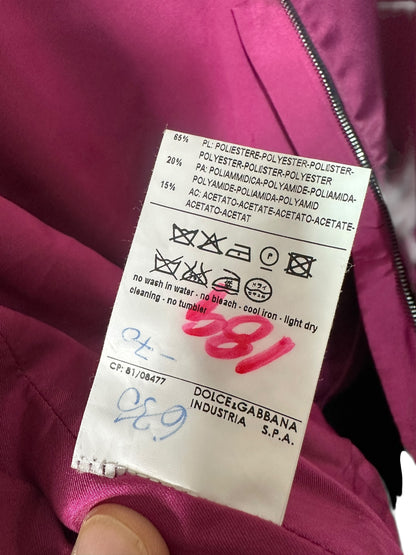 65% PL: POLIESTERE-POLYESTER-POLIESTER-
POLYESTER-POLIESTER-POLYESTER
20% PA: POLIAMMIDICA-POLYAMIDE-POLIAMIDA-
POLYAMIDE-POLIAMIDA-POLYAMID
15% AC: ACETATO-ACETATE-ACETATO-ACETATE-
ACETATO-ACETAT
P
no wash in water - no bleach - cool iron - light dry
cleaning - no tumbler
189
-70
CP: 81/08477
630
DOLCE&GABBANA
INDUSTRIA S.P.A.